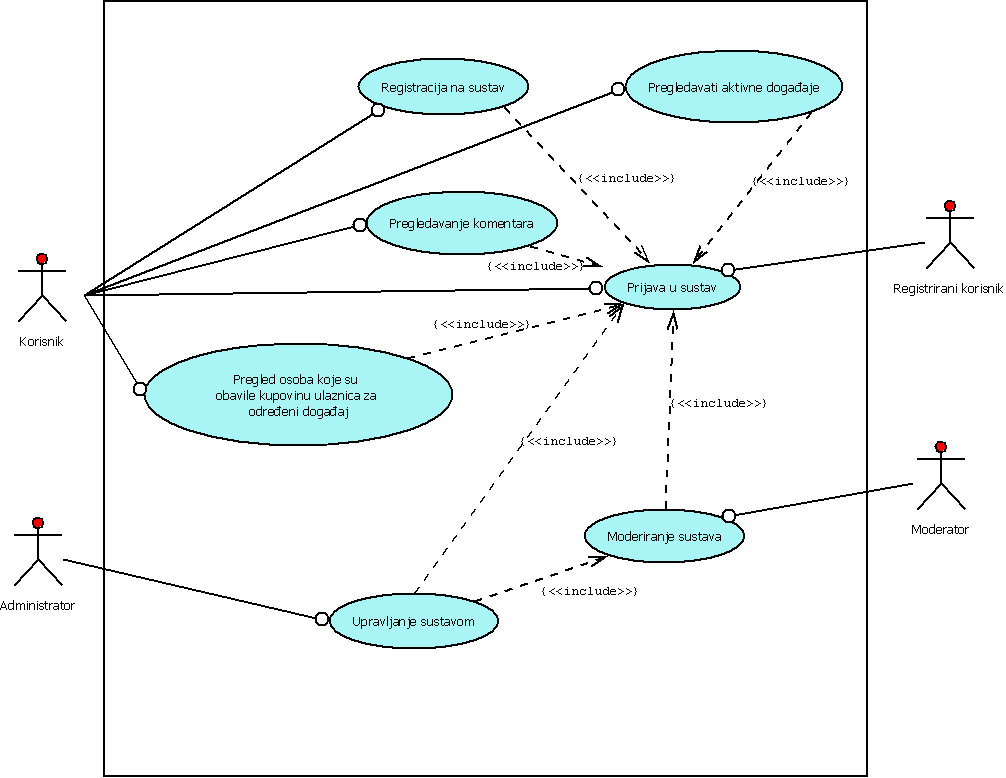 Registracija na sustav
Pregledavati aktivne događaje
{<<include>>}
{<<include>>}
Pregledavanje komentara
{<<include>>}
Prijava u sustav
Registrirani korisnik
Korisnik
{<<include>>}
Pregled osoba koje su
obavile kupovinu ulaznica za
određeni događaj
{<<include>>}
{<<include>>}
Moderiranje sustava
Moderator
{<<include>>}
Administrator
Upravljanje sustavom